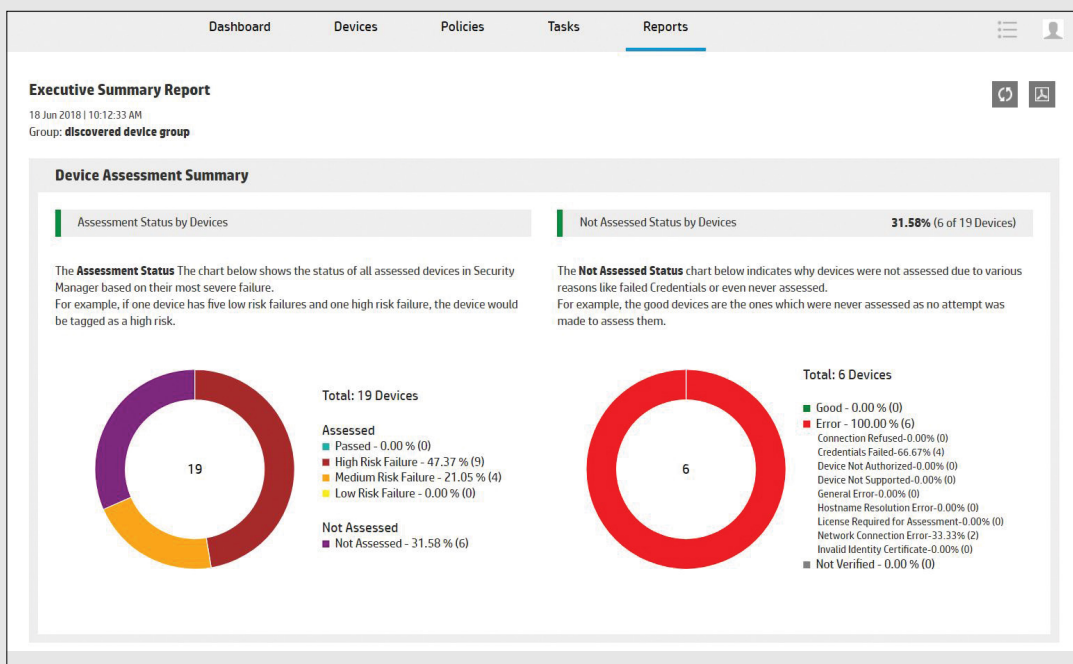 Dashboard Devices Policies Tasks Reports
Executive Summary Report
18 Jun 2018 | 10:12:33 AM
Group: discovered device group
Device Assessment Summary
Assessment Status by Devices
The Assessment Status The chart below shows the status of all assessed devices in Security
Manager based on their most severe failure.
For example, if one device has five low risk failures and one high risk failure, the device would
be tagged as a high risk.
19
Total: 19 Devices
Assessed
Passed - 0.00 % (0)
High Risk Failure - 47.37 % (9)
Medium Risk Failure - 21.05 % (4)
Low Risk Failure - 0.00 % (0)
Not Assessed
Not Assessed - 31.58 % (6)
Not Assessed Status by Devices 31.58% (6 of 19 Devices)
The Not Assessed Status chart below indicates why devices were not assessed due to various
reasons like failed Credentials or even never assessed.
For example, the good devices are the ones which were never assessed as no attempt was
made to assess them.
6
Total: 6 Devices
Good - 0.00 % (0)
Error - 100.00 % (6)
Connection Refused-0.00% (0)
Credentials Failed-66.67% (4)
Device Not Authorized-0.00% (0)
Device Not Supported-0.00% (0)
General Error-0.00% (0)
Hostname Resolution Error-0.00% (0)
License Required for Assessment-0.00% (0)
Network Connection Error-33.33% (2)
Invalid Identity Certificate-0.00% (0)
Not Verified - 0.00 % (0)